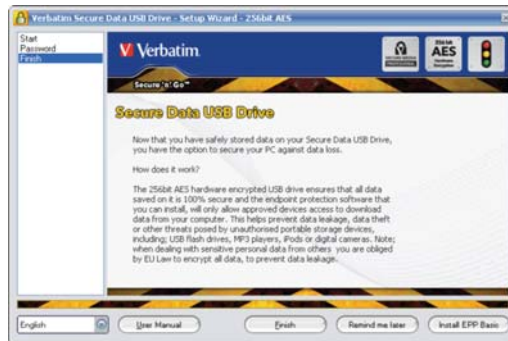 Verbatim Secure Data USB Drive - Setup Wizard - 256bit AES
Start
Password
Finish
Verbatim
Secure 'n' Go™
256-bit
AES
Hardware
Encryption
Secure Data USB Drive
Now that you have safely stored data on your Secure Data USB Drive,
you have the option to secure your PC against data loss.
How does it work?
The 256bit AES hardware encrypted USB drive ensures that all data
saved on it is 100% secure and the endpoint protection software that
you can install, will only allow approved devices access to download
data from your computer. This helps prevent data leakage, data theft
or other threats posed by unauthorised portable storage devices,
including; USB flash drives, MP3 players, iPods or digital cameras. Note;
when dealing with sensitive personal data from others you are obliged
by EU Law to encrypt all data, to prevent data leakage.
English
User Manual
Finish
Remind me later
Install EPP Basic